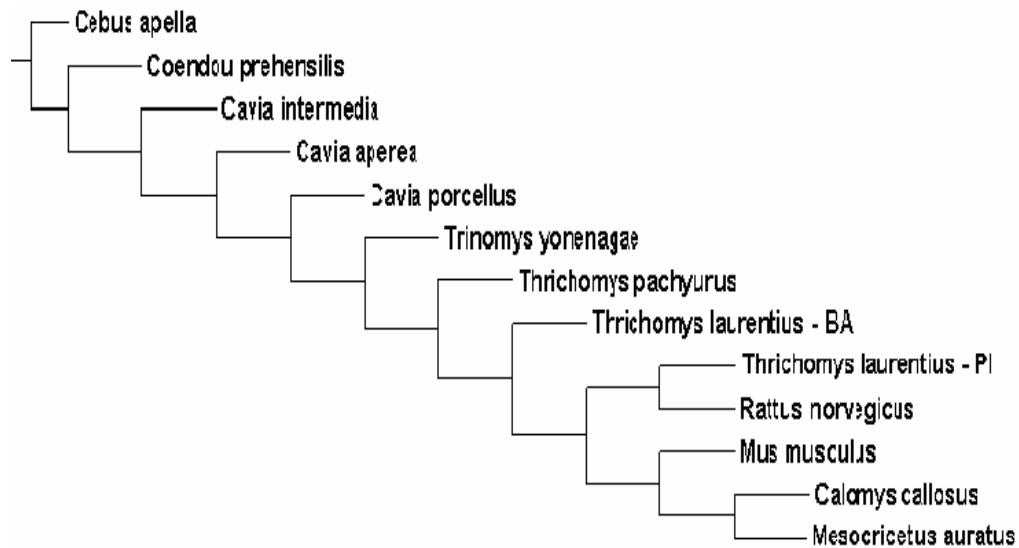 Cebus apella
Coendou prehensilis
Cavia intermedia
Cavia aperea
Cavia porcellus
Trinomys yonenagae
Thrichomys pachyurus
Thrichomys laurentius - BA
Thrichomys laurentius - PI
Rattus norvegicus
Mus musculus
Calomys callosus
Mesocricetus auratus